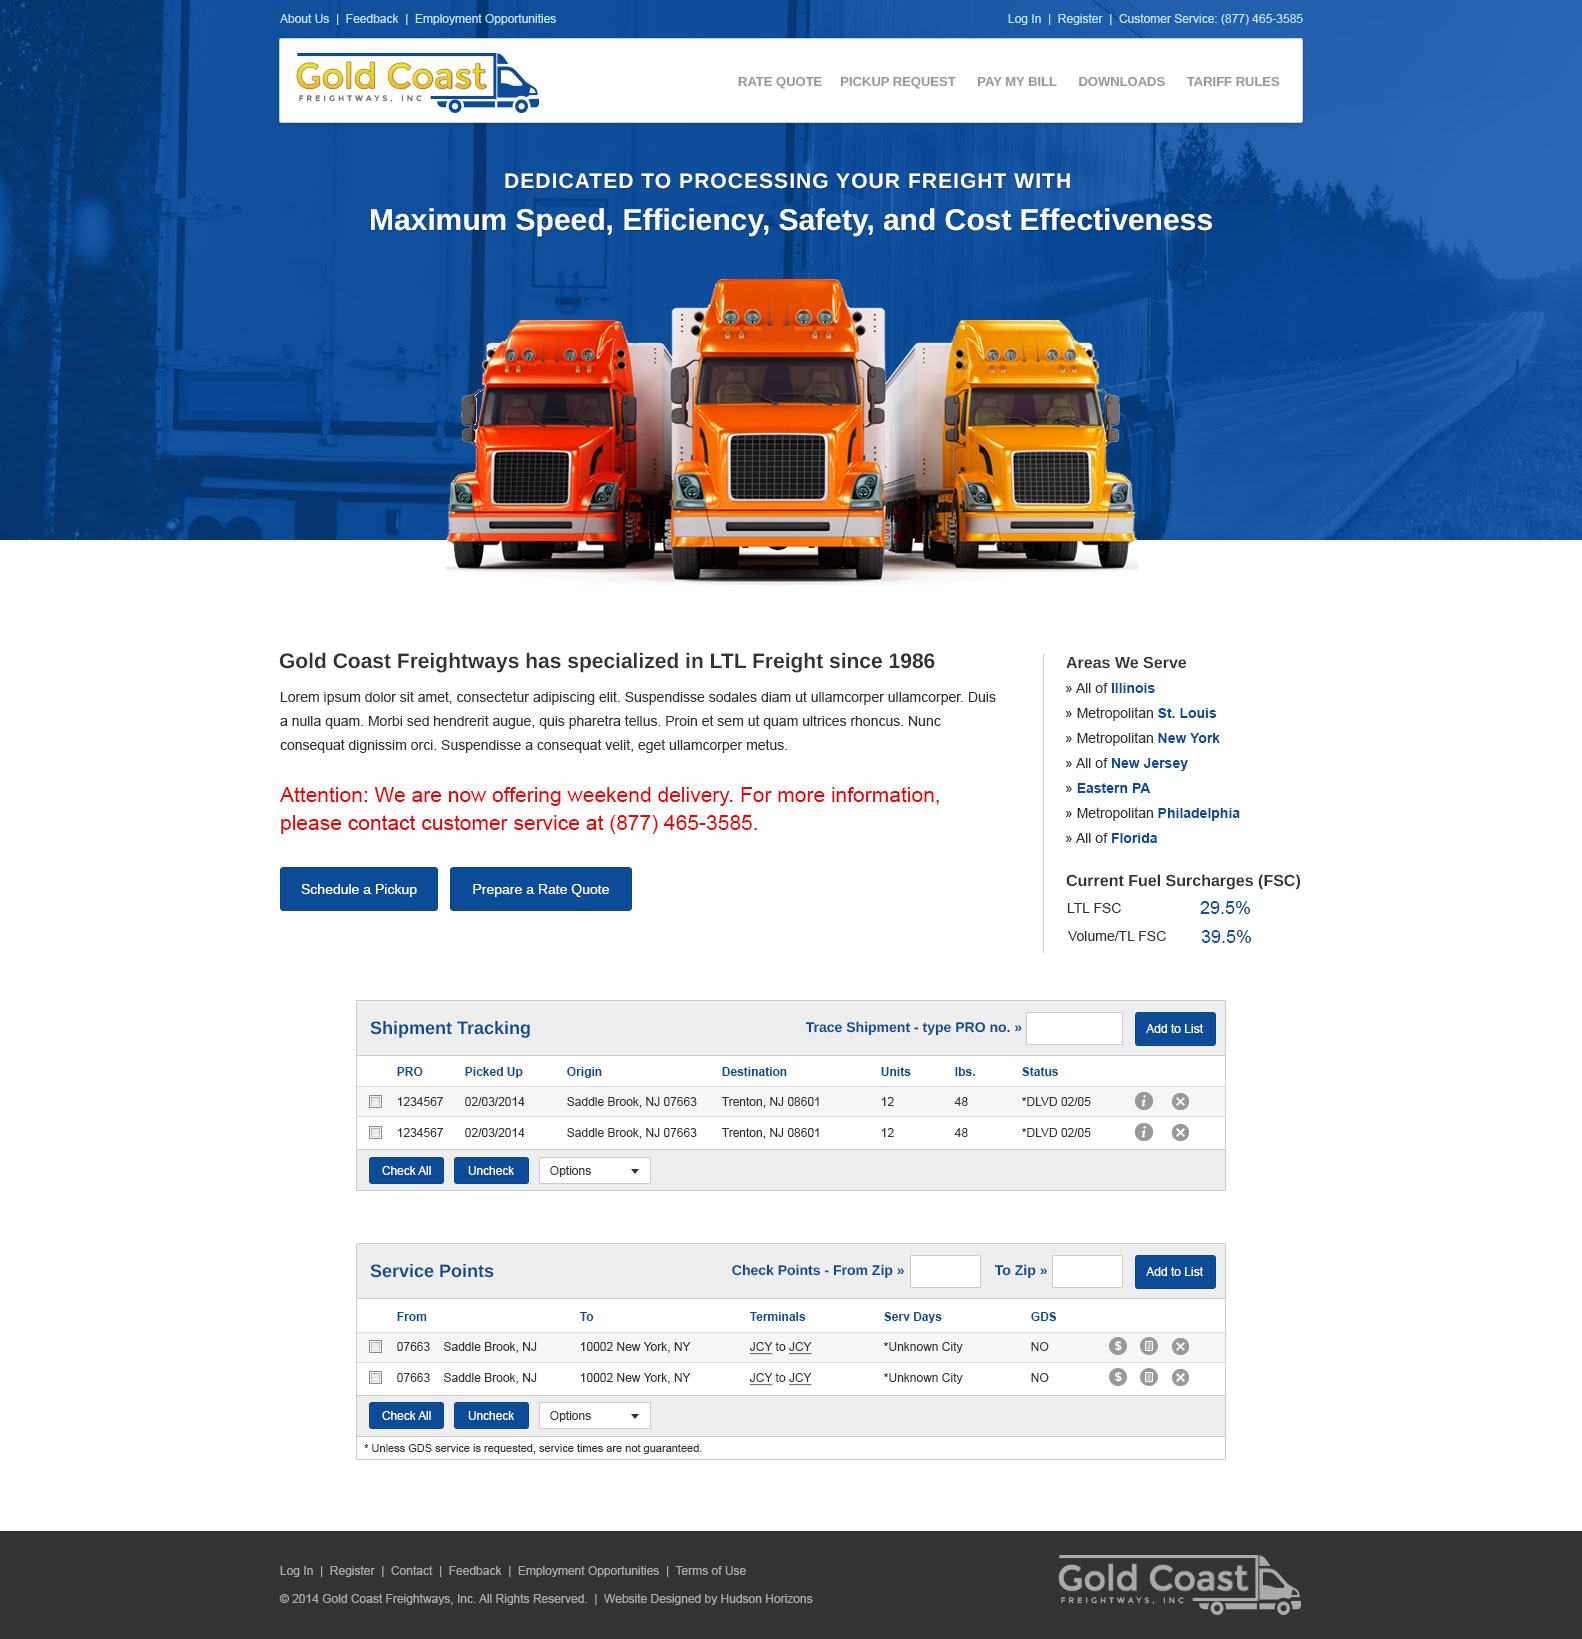 About Us | Feedback | Employment Opportunities
Log In | Register | Customer Service: (877) 465-3585
Gold Coast
FREIGHTWAYS, INC
RATE QUOTE PICKUP REQUEST PAY MY BILL DOWNLOADS TARIFF RULES
DEDICATED TO PROCESSING YOUR FREIGHT WITH
Maximum Speed, Efficiency, Safety, and Cost Effectiveness
Gold Coast Freightways has specialized in LTL Freight since 1986
Lorem ipsum dolor sit amet, consectetur adipiscing elit. Suspendisse sodales diam ut ullamcorper ullamcorper. Duis
a nulla quam. Morbi sed hendrerit augue, quis pharetra tellus. Proin et sem ut quam ultrices rhoncus. Nunc
consequat dignissim orci. Suspendisse a consequat velit, eget ullamcorper metus.
Attention: We are now offering weekend delivery. For more information,
please contact customer service at (877) 465-3585.
Schedule a Pickup
Prepare a Rate Quote
Areas We Serve
» All of Illinois
» Metropolitan St. Louis
» Metropolitan New York
» All of New Jersey
» Eastern PA
» Metropolitan Philadelphia
» All of Florida
Current Fuel Surcharges (FSC)
LTL FSC 29.5%
Volume/TL FSC 39.5%
Shipment Tracking
Trace Shipment - type PRO no. »
Add to List
PRO Picked Up Origin Destination Units lbs. Status
1234567 02/03/2014 Saddle Brook, NJ 07663 Trenton, NJ 08601 12 48 *DLVD 02/05
1234567 02/03/2014 Saddle Brook, NJ 07663 Trenton, NJ 08601 12 48 *DLVD 02/05
Check All
Uncheck
Options
Service Points
Check Points - From Zip »
To Zip »
Add to List
From To Terminals Serv Days GDS
07663 Saddle Brook, NJ 10002 New York, NY JCY to JCY *Unknown City NO
07663 Saddle Brook, NJ 10002 New York, NY JCY to JCY *Unknown City NO
Check All
Uncheck
Options
* Unless GDS service is requested, service times are not guaranteed.
Log In | Register | Contact | Feedback | Employment Opportunities | Terms of Use
© 2014 Gold Coast Freightways, Inc. All Rights Reserved. | Website Designed by Hudson Horizons
Gold Coast
FREIGHTWAYS, INC